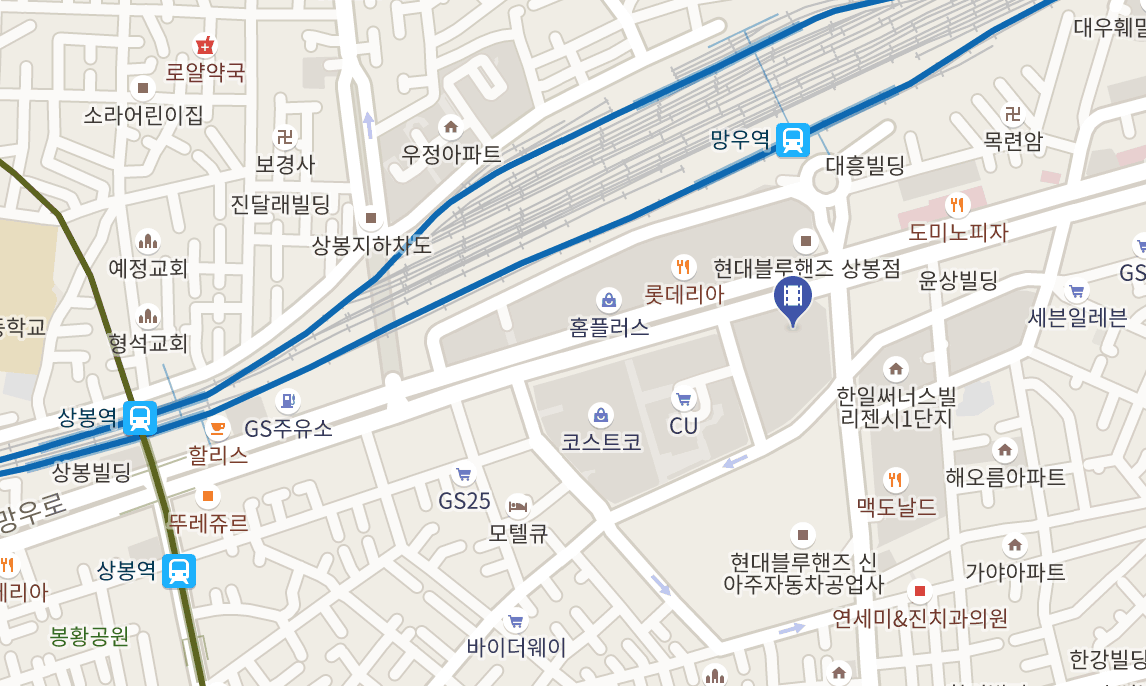 대우훼밀
로얄약국
소라어린이집
망우역
목련암
우정아파트
보경사
대흥빌딩
진달래빌딩
도미노피자
상봉지하차도
예정교회
현대블루핸즈 상봉점
GS
윤상빌딩
롯데리아
세븐일레븐
홈플러스
등학교
형석교회
한일써너스빌
리젠시1단지
상봉역
GS주유소
CU
코스트코
할리스
상봉빌딩
해오름아파트
GS25
망우로
맥도날드
뚜레쥬르
모텔큐
현대블루핸즈 신
아주자동차공업사
상봉역
가야아파트
데리아
연세미&진치과의원
봉황공원
바이더웨이
한강빌딩